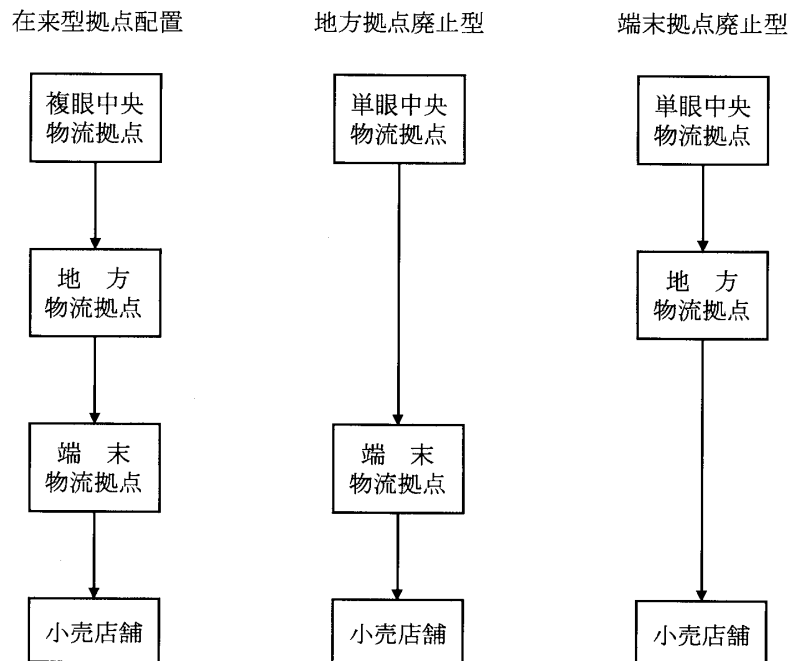 在来型拠点配置
地方拠点廃止型
端末拠点廃止型
複眼中央
物流拠点
単眼中央
物流拠点
単眼中央
物流拠点
地　方
物流拠点
地　方
物流拠点
端　末
物流拠点
端　末
物流拠点
小売店舗
小売店舗
小売店舗